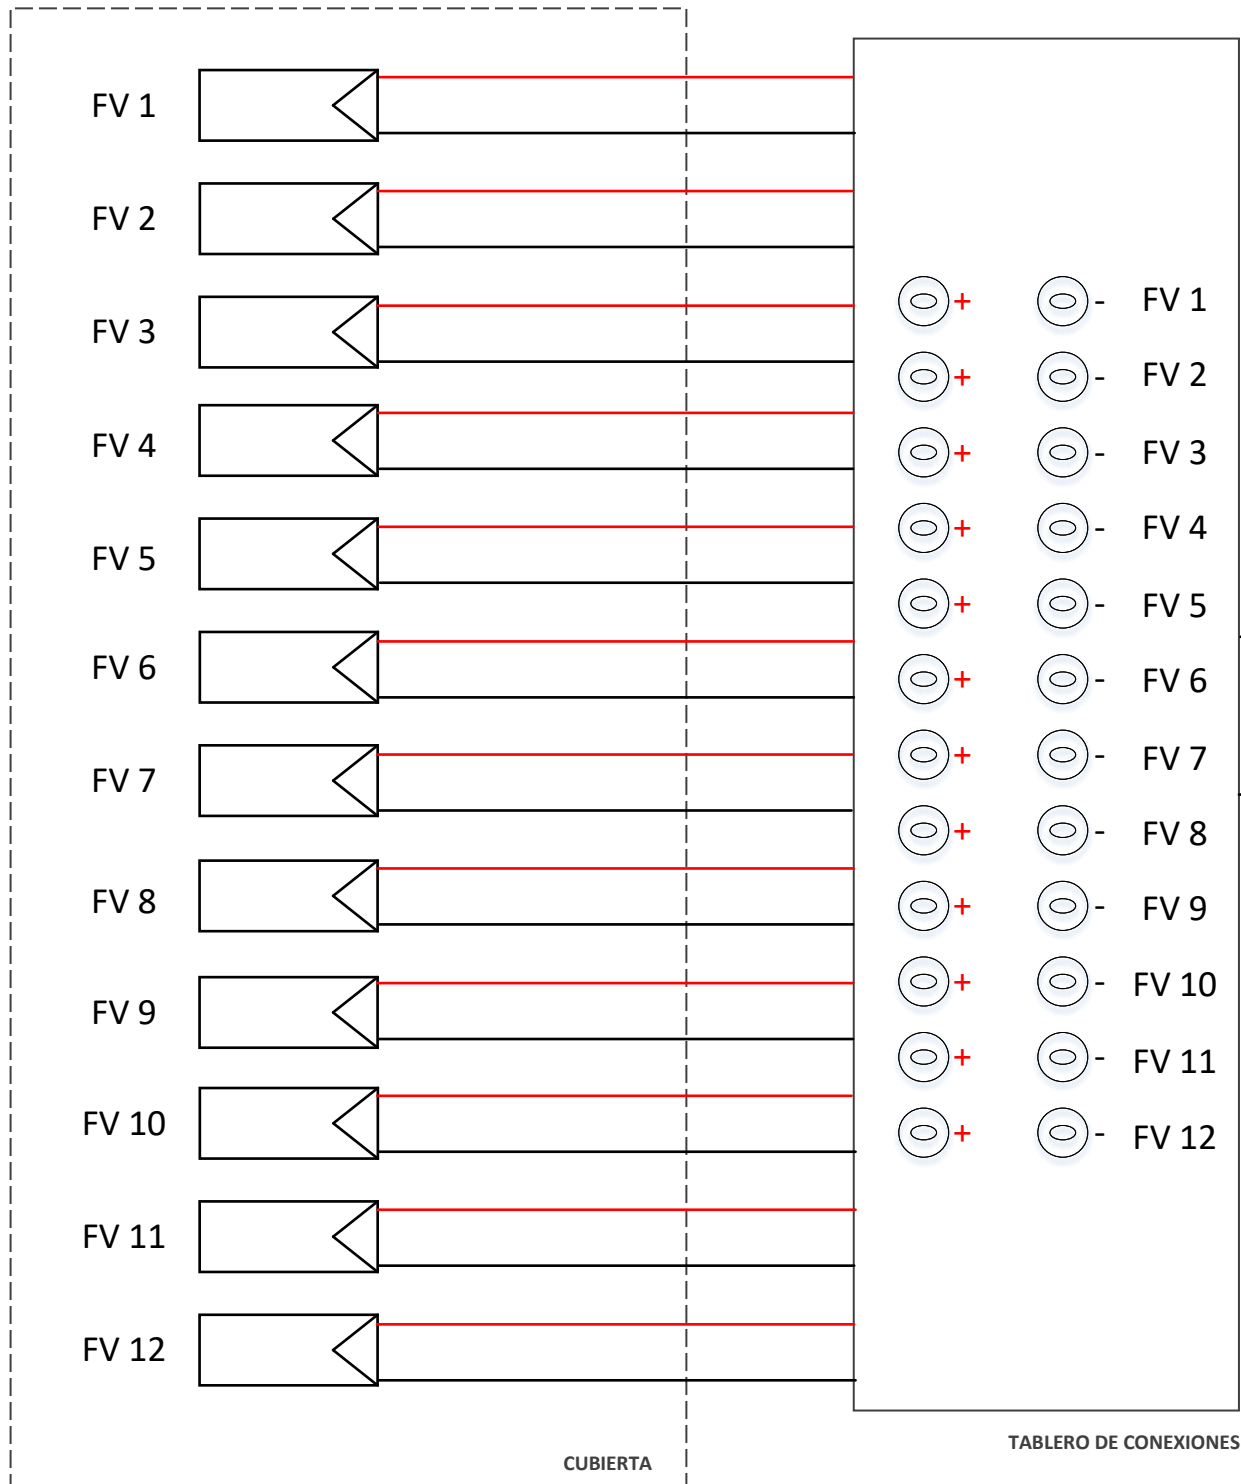 FV 1
FV 2
FV 3
FV 4
FV 5
FV 6
FV 7
FV 8
FV 9
FV 10
FV 11
FV 12
CUBIERTA
+ - FV 1
+ - FV 2
+ - FV 3
+ - FV 4
+ - FV 5
+ - FV 6
+ - FV 7
+ - FV 8
+ - FV 9
+ - FV 10
+ - FV 11
+ - FV 12
TABLERO DE CONEXIONES